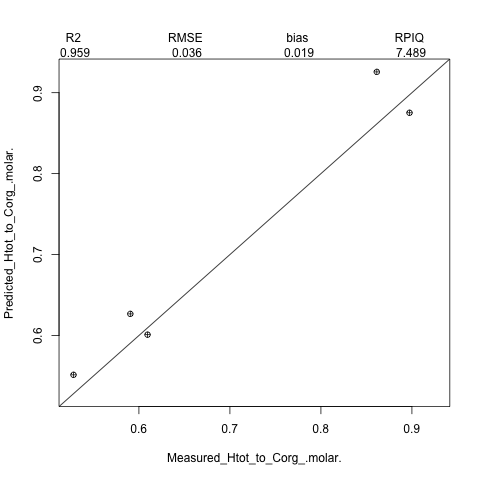 R2 RMSE bias RPIQ
0.959 0.036 0.019 7.489
0.9
0.8
0.7
0.6
Predicted_Htot_to_Corg_.molar.
0.6 0.7 0.8 0.9
Measured_Htot_to_Corg_.molar.